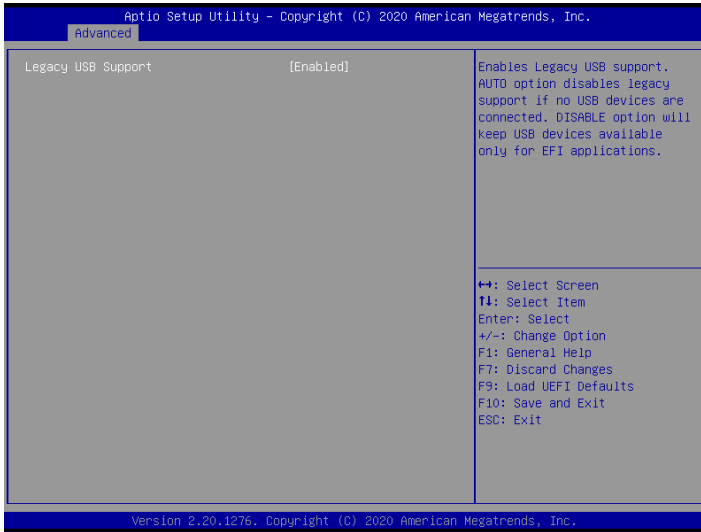 Aptio Setup Utility – Copyright (C) 2020 American Megatrends, Inc.
Advanced
Legacy USB Support [Enabled]
Enables Legacy USB support.
AUTO option disables legacy
support if no USB devices are
connected. DISABLE option will
keep USB devices available
only for EFI applications.
↔: Select Screen
↑↓: Select Item
Enter: Select
+/-: Change Option
F1: General Help
F7: Discard Changes
F9: Load UEFI Defaults
F10: Save and Exit
ESC: Exit
Version 2.20.1276. Copyright (C) 2020 American Megatrends, Inc.